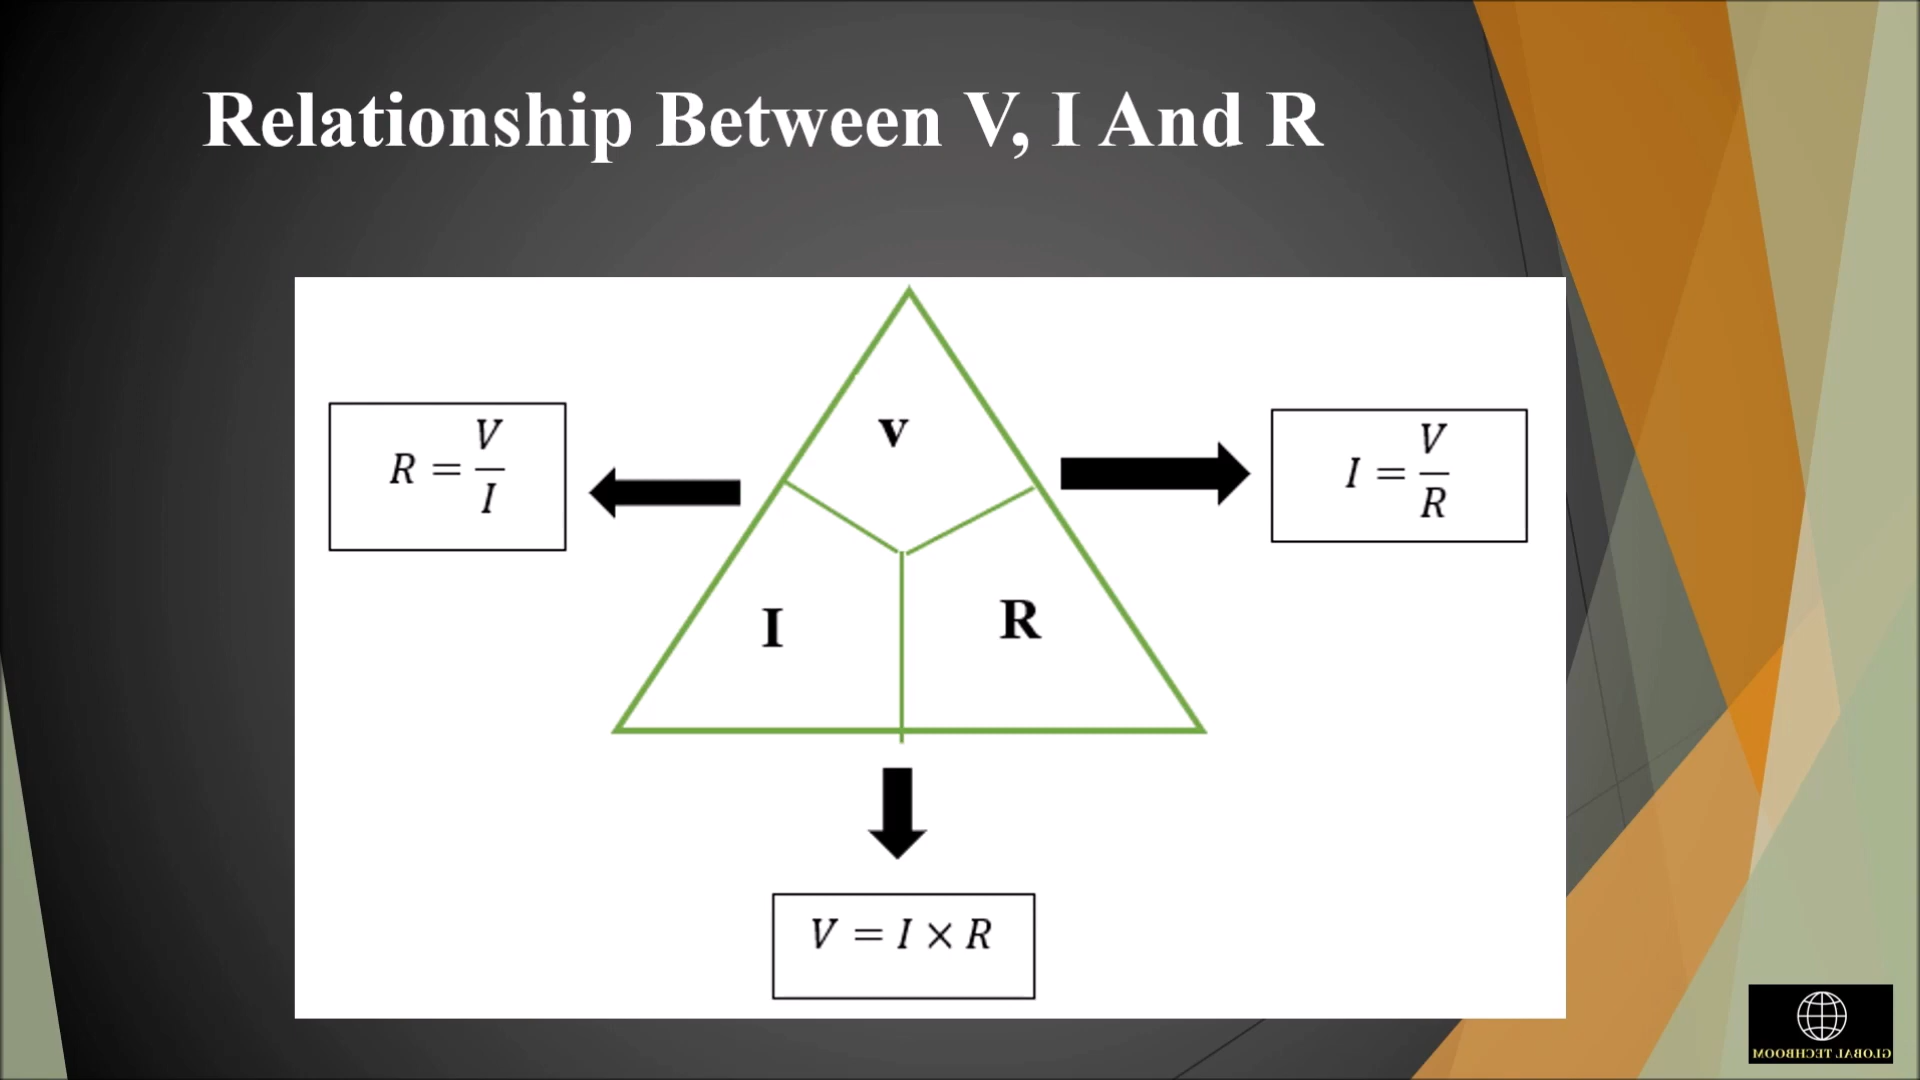 Relationship Between V, I And R
v
R = V/I
I = V/R
I
R
V = I × R
GLOBAL TECHBOOM